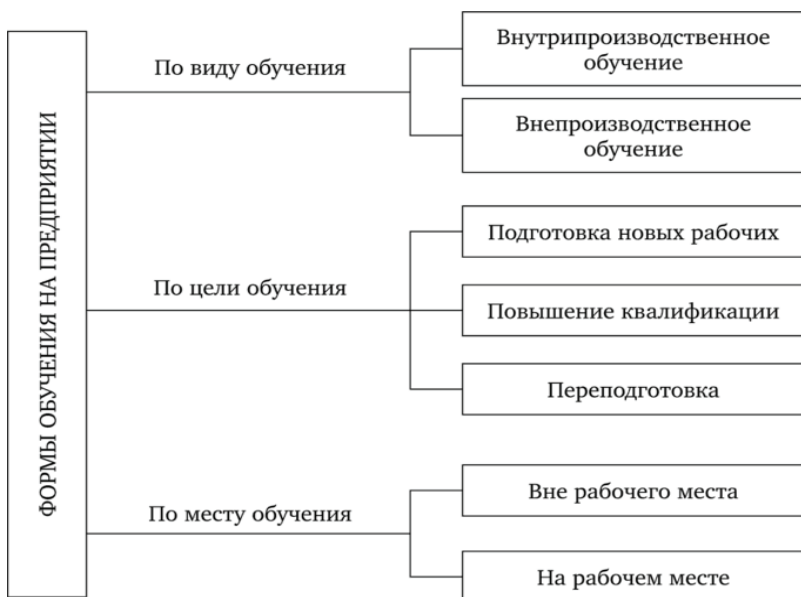 ФОРМЫ ОБУЧЕНИЯ НА ПРЕДПРИЯТИИ
По виду обучения
Внутрипроизводственное
обучение
Внепроизводственное
обучение
По цели обучения
Подготовка новых рабочих
Повышение квалификации
Переподготовка
По месту обучения
Вне рабочего места
На рабочем месте